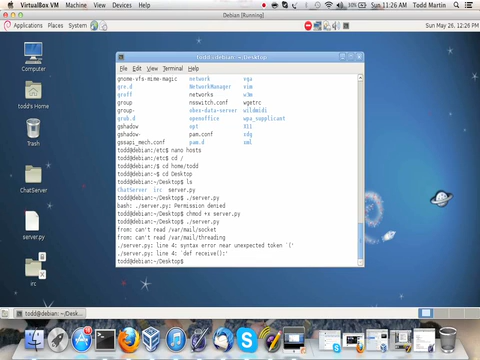 VirtualBox VM Machine View Devices Help Sun 11:26 AM Todd Martin
Debian [Running]
Applications Places System Sun May 26, 12:26 PM
Computer
todd's Home
Trash
ChatServer
server.py
irc
todd@debian: ~/Desktop
File Edit View Terminal Help
gnome-vfs-mime-magic network vga
gre.d NetworkManager vim
groff networks w3m
group nsswitch.conf wgetrc
group- obex-data-server wildmidi
grub.d openoffice wpa_supplicant
gshadow opt X11
gshadow- pam.conf xdg
gssapi_mech.conf pam.d xml
todd@debian:/etc$ nano hosts
todd@debian:/etc$ cd /
todd@debian:/$ cd home/todd
todd@debian:~$ cd Desktop
todd@debian:~/Desktop$ ls
ChatServer irc server.py
todd@debian:~/Desktop$ ./server.py
bash: ./server.py: Permission denied
todd@debian:~/Desktop$ chmod +x server.py
todd@debian:~/Desktop$ ./server.py
from: can't read /var/mail/socket
from: can't read /var/mail/threading
./server.py: line 4: syntax error near unexpected token `('
./server.py: line 4: `def receive():'
todd@debian:~/Desktop$
todd@debian: ~/Desk...